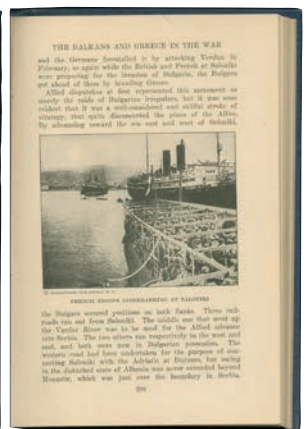 THE BALKANS AND GREECE IN THE WAR
and the Germans forestalled it by attacking Verdun in
February, so again while the British and French at Saloniki
were preparing for the invasion of Bulgaria, the Bulgars
got ahead of them by invading Greece.
Allied dispatches at first represented this movement as
merely the raids of Bulgarian irregulars, but it was soon
evident that it was a well-considered and skilful stroke of
strategy, that quite disconcerted the plans of the Allies.
By advancing toward the sea east and west of Saloniki,
FRENCH TROOPS DISEMBARKING AT SALONIKI
the Bulgars secured positions on both flanks. Three rail-
roads ran out from Saloniki. The middle one that went up
the Vardar River was to be used for the Allied advance
into Serbia. The two others ran respectively to the west and
east, and both were now in Bulgarian possession. The
western road had been undertaken for the purpose of con-
necting Saloniki with the Adriatic at Durazzo, but owing
to the disturbed state of Albania was never extended beyond
Monastir, which was just over the boundary in Serbia.